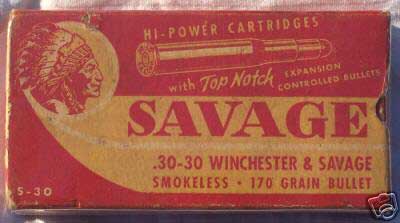 HI-POWER CARTRIDGES
with Top Notch EXPANSION
CONTROLLED BULLETS
SAVAGE
.30-30 WINCHESTER & SAVAGE
SMOKELESS · 170 GRAIN BULLET
S-30